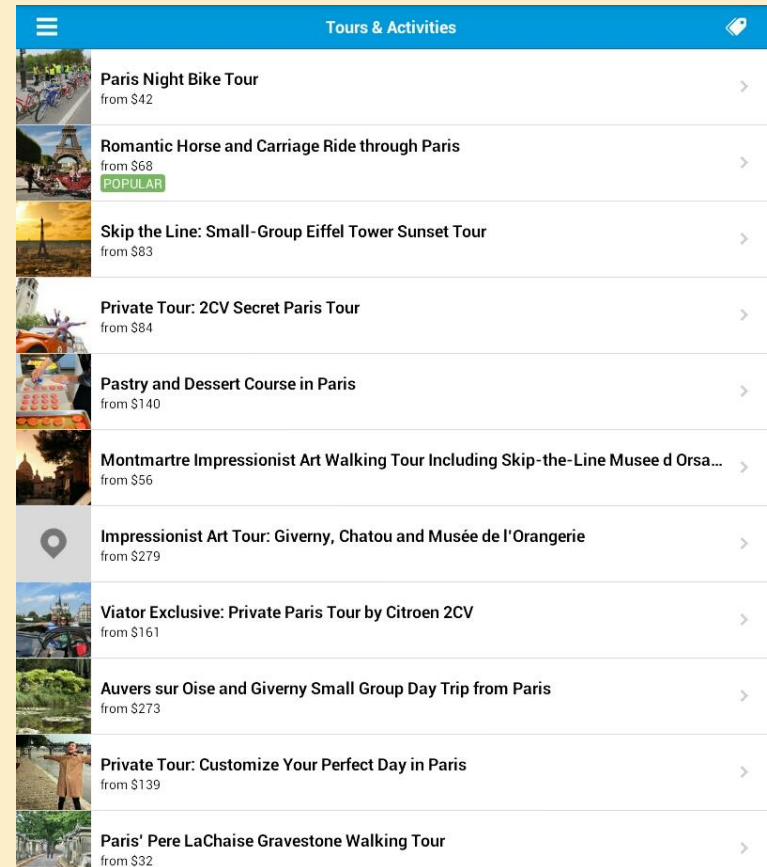 Tours & Activities
Paris Night Bike Tour
from $42
Romantic Horse and Carriage Ride through Paris
from $68
POPULAR
Skip the Line: Small-Group Eiffel Tower Sunset Tour
from $83
Private Tour: 2CV Secret Paris Tour
from $84
Pastry and Dessert Course in Paris
from $140
Montmartre Impressionist Art Walking Tour Including Skip-the-Line Musee d Orsa...
from $56
Impressionist Art Tour: Giverny, Chatou and Musée de l'Orangerie
from $279
Viator Exclusive: Private Paris Tour by Citroen 2CV
from $161
Auvers sur Oise and Giverny Small Group Day Trip from Paris
from $273
Private Tour: Customize Your Perfect Day in Paris
from $139
Paris' Pere LaChaise Gravestone Walking Tour
from $32